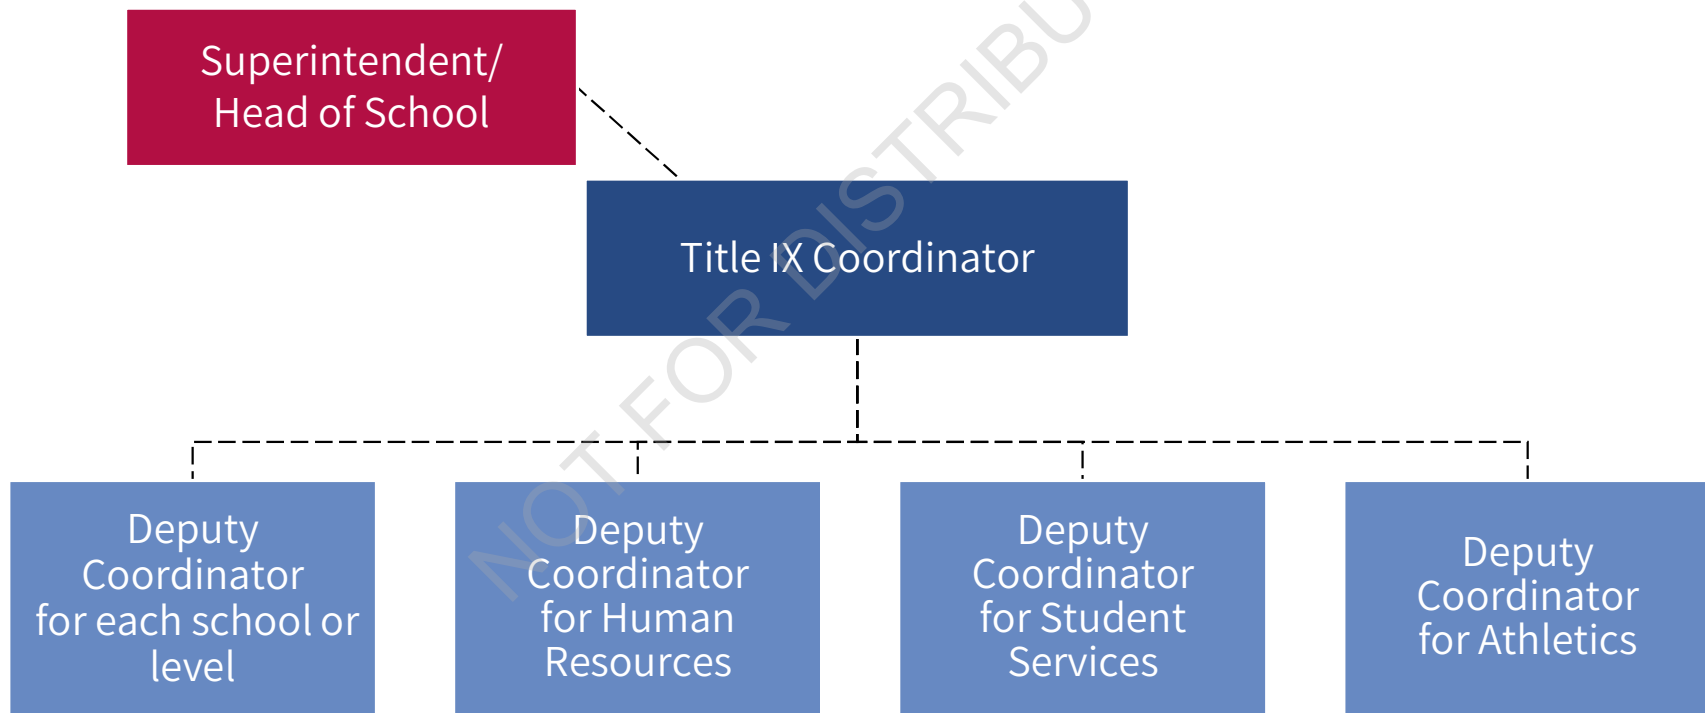 Superintendent/
Head of School
Title IX Coordinator
Deputy
Coordinator
for each school or
level
Deputy
Coordinator
for Human
Resources
Deputy
Coordinator
for Student
Services
Deputy
Coordinator
for Athletics
NOT FOR DISTRIBU